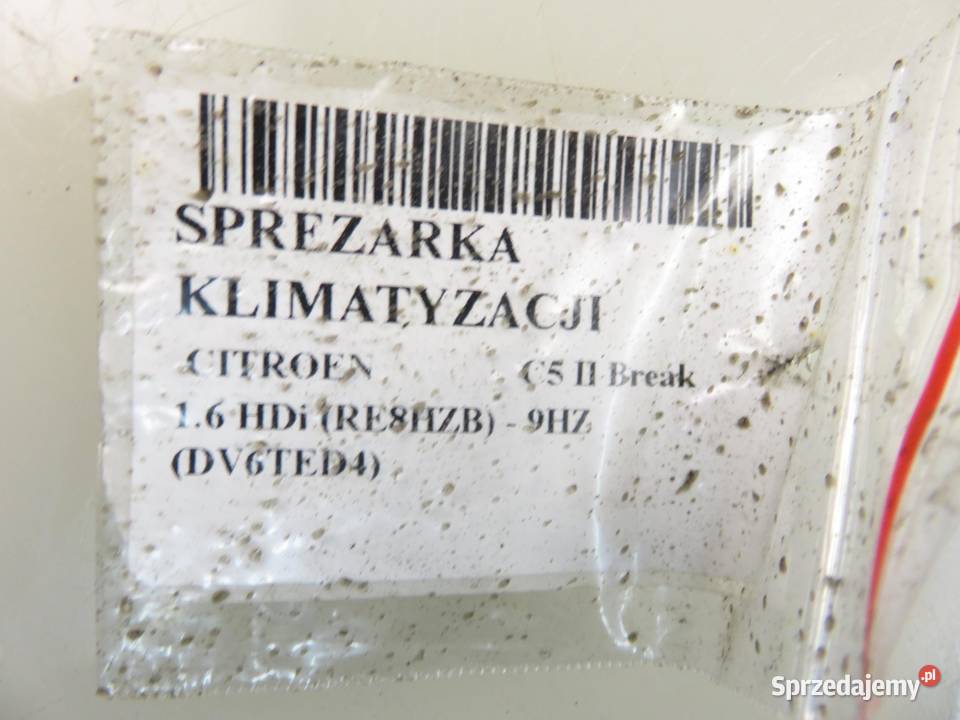 SPREZARKA
KLIMATYZACJI
CITROEN C5 II Break
1.6 HDi (RE8HZB) - 9HZ
(DV6TED4)
Sprzedajemy.pl